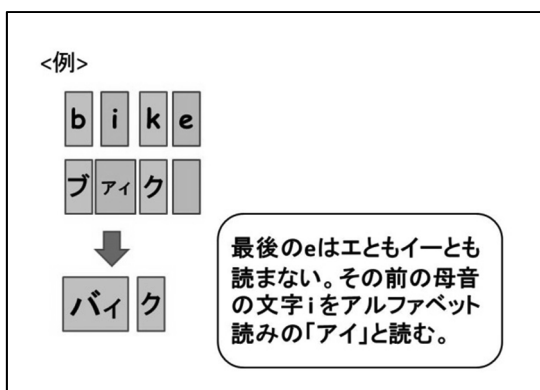 <例>
b i k e
ブ アィ ク
バィ ク
最後のeはエともイーとも
読まない。その前の母音
の文字iをアルファベット
読みの「アイ」と読む。